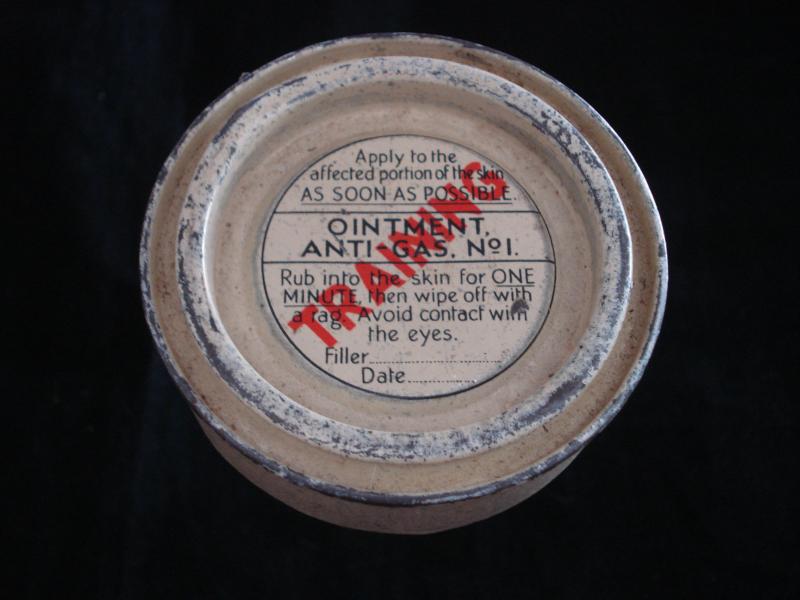 Apply to the
affected portion of the skin
AS SOON AS POSSIBLE.
OINTMENT,
ANTI-GAS, No1.
Rub into the skin for ONE
MINUTE, then wipe off with
a rag. Avoid contact with
the eyes.
Filler
Date
TRAINING